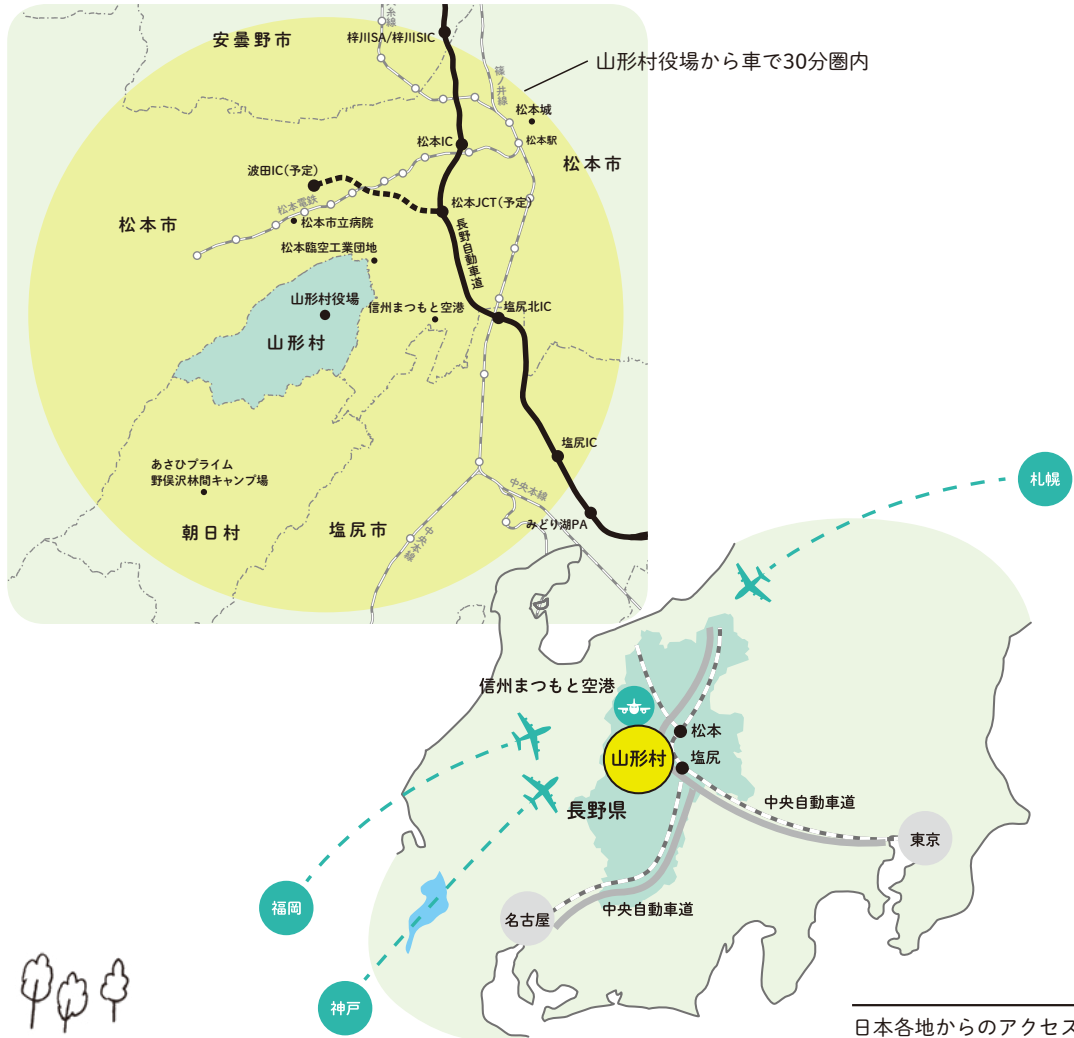 安曇野市
糸線
梓川SA/梓川SIC
篠ノ井線
山形村役場から車で30分圏内
松本城
松本IC
松本駅
松本市
波田IC(予定)
松本電鉄
松本JCT(予定)
松本市
松本市立病院
長野自動車道
松本臨空工業団地
山形村役場
信州まつもと空港
塩尻北IC
山形村
塩尻IC
あさひプライム
野俣沢林間キャンプ場
中央本線
みどり湖PA
朝日村
塩尻市
中央本線
札幌
信州まつもと空港
松本
山形村
塩尻
長野県
中央自動車道
東京
福岡
名古屋
中央自動車道
神戸
日本各地からのアクセス